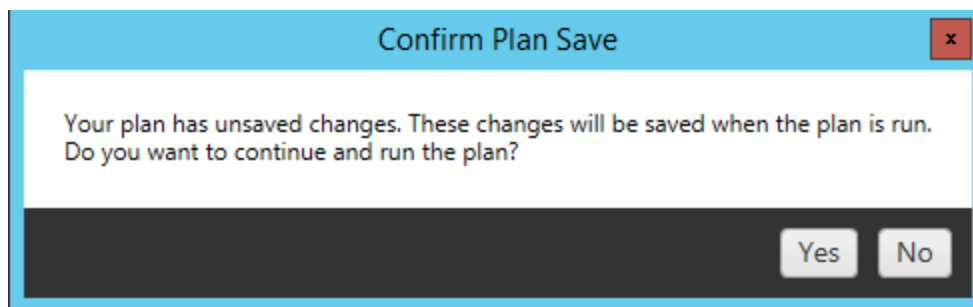 Confirm Plan Save
x
Your plan has unsaved changes. These changes will be saved when the plan is run.
Do you want to continue and run the plan?
Yes No